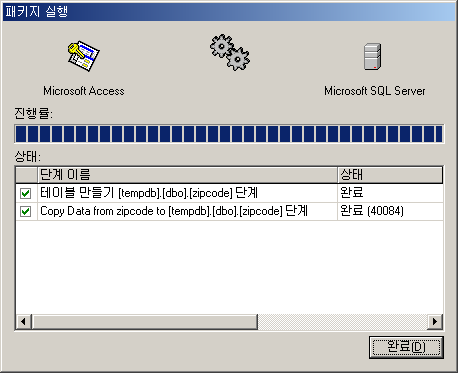 패키지 실행
Microsoft Access
Microsoft SQL Server
진행률:
상태:
단계 이름 상태
테이블 만들기 [tempdb].[dbo].[zipcode] 단계 완료
Copy Data from zipcode to [tempdb].[dbo].[zipcode] 단계 완료 (40084)
완료(D)